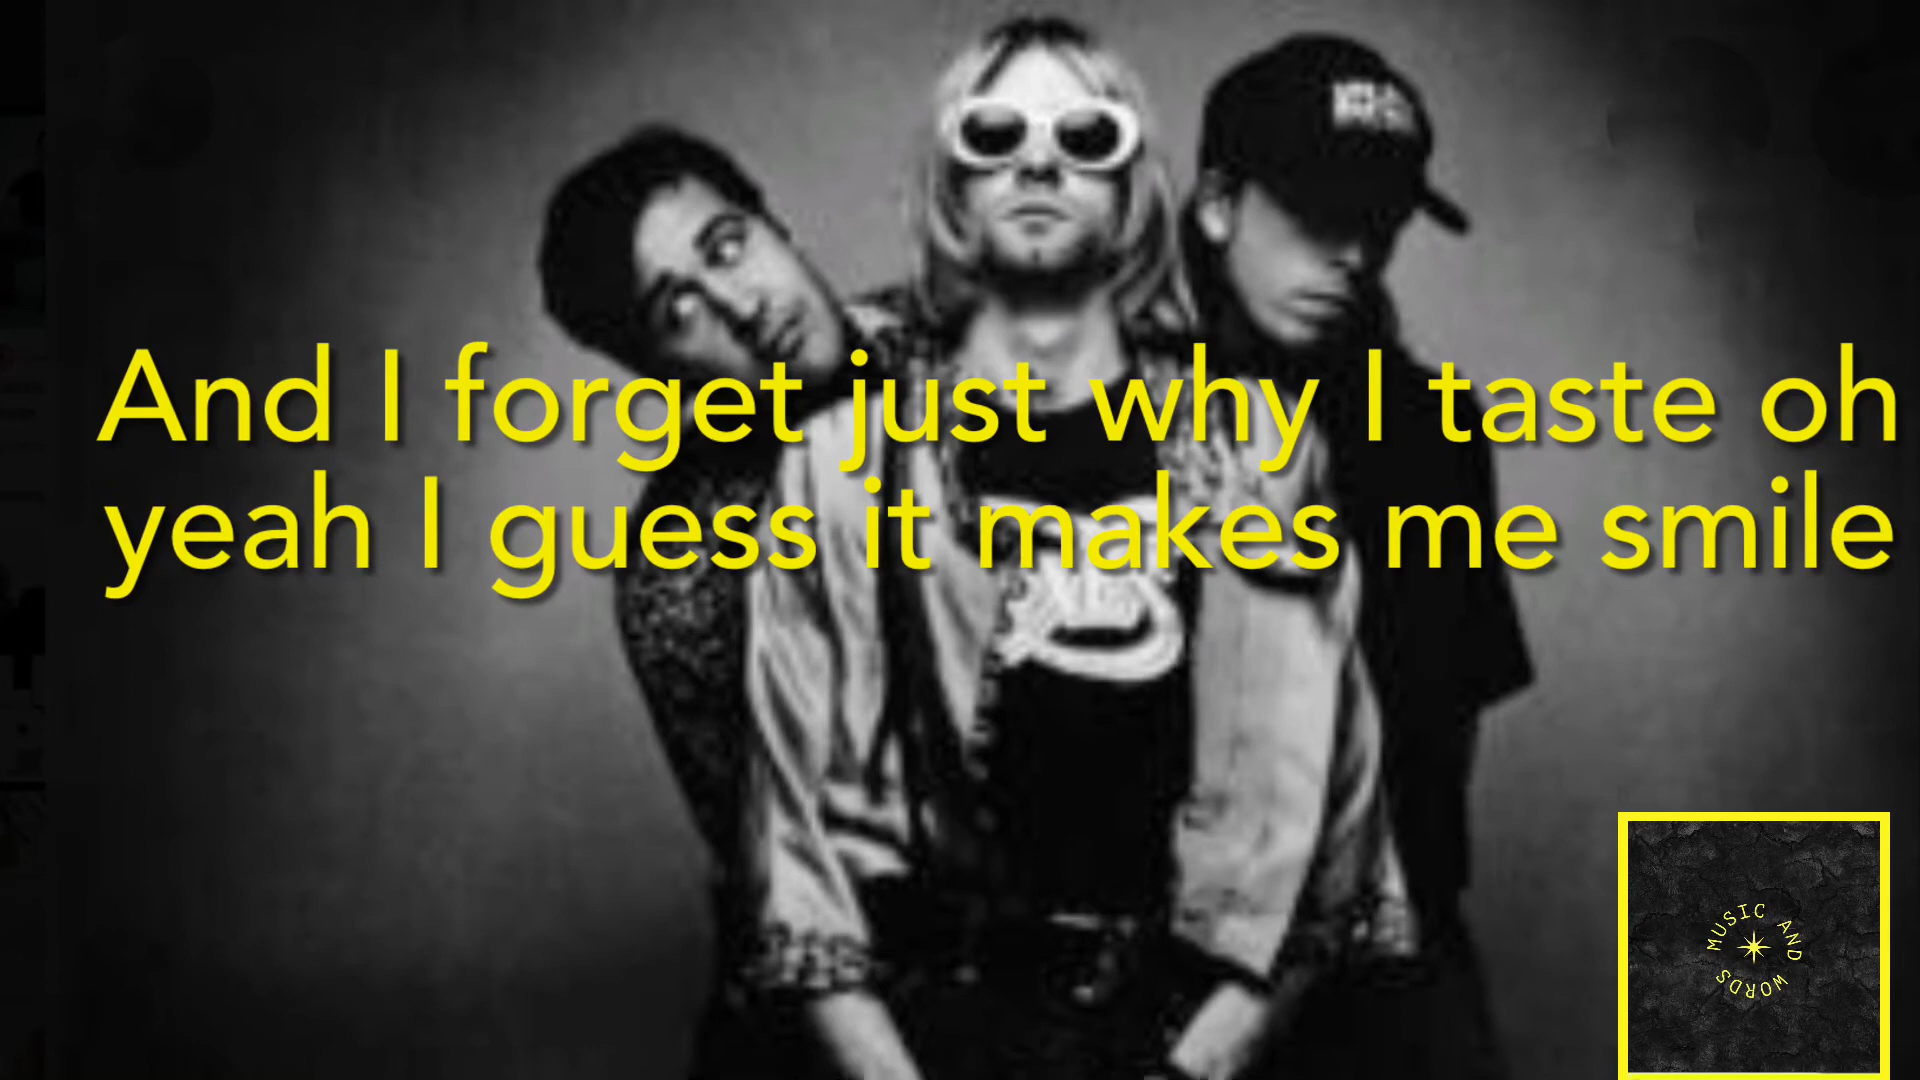 And I forget just why I taste oh
yeah I guess it makes me smile
MUSIC AND WORDS